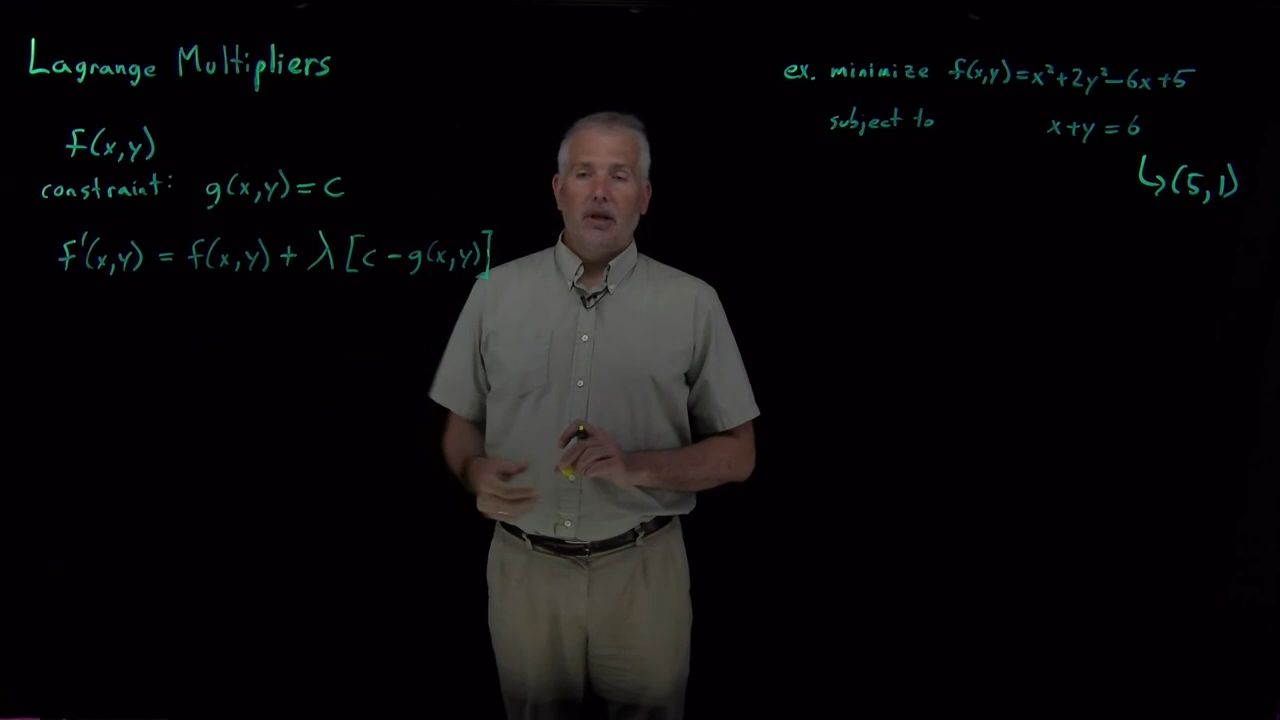 Lagrange Multipliers
f(x,y)
constraint: g(x,y) = c
f'(x,y) = f(x,y) + λ [c - g(x,y)]
ex. minimize f(x,y) = x² + 2y² - 6x + 5
subject to x + y = 6
↳ (5,1)